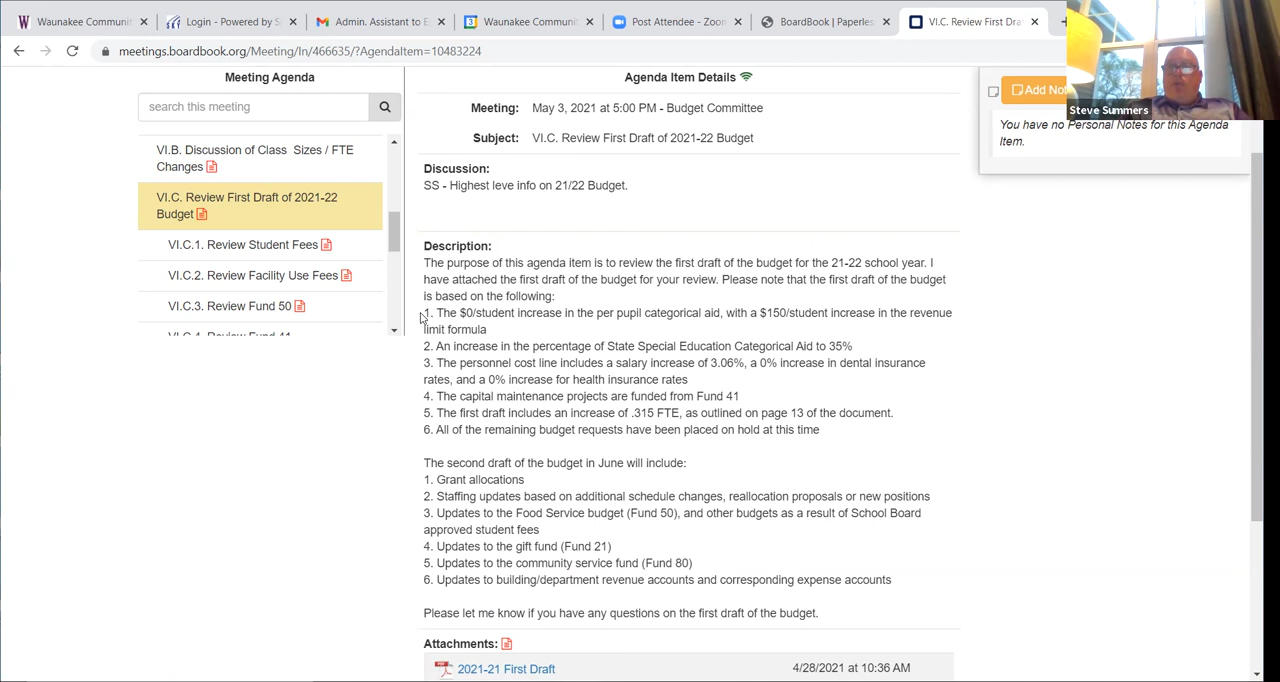 Waunakee Communi
Login - Powered by S
Admin. Assistant to E
Waunakee Communi
Post Attendee - Zoom
BoardBook | Paperles
VI.C. Review First Dra
meetings.boardbook.org/Meeting/In/466635/?AgendaItem=10483224
Steve Summers
Meeting Agenda
search this meeting
VI.B. Discussion of Class Sizes / FTE
Changes
VI.C. Review First Draft of 2021-22
Budget
VI.C.1. Review Student Fees
VI.C.2. Review Facility Use Fees
VI.C.3. Review Fund 50
VI.C.4. Review Fund 41
Agenda Item Details
Meeting: May 3, 2021 at 5:00 PM - Budget Committee
Subject: VI.C. Review First Draft of 2021-22 Budget
Discussion:
SS - Highest leve info on 21/22 Budget.
Description:
The purpose of this agenda item is to review the first draft of the budget for the 21-22 school year. I
have attached the first draft of the budget for your review. Please note that the first draft of the budget
is based on the following:
1. The $0/student increase in the per pupil categorical aid, with a $150/student increase in the revenue
limit formula
2. An increase in the percentage of State Special Education Categorical Aid to 35%
3. The personnel cost line includes a salary increase of 3.06%, a 0% increase in dental insurance
rates, and a 0% increase for health insurance rates
4. The capital maintenance projects are funded from Fund 41
5. The first draft includes an increase of .315 FTE, as outlined on page 13 of the document.
6. All of the remaining budget requests have been placed on hold at this time
The second draft of the budget in June will include:
1. Grant allocations
2. Staffing updates based on additional schedule changes, reallocation proposals or new positions
3. Updates to the Food Service budget (Fund 50), and other budgets as a result of School Board
approved student fees
4. Updates to the gift fund (Fund 21)
5. Updates to the community service fund (Fund 80)
6. Updates to building/department revenue accounts and corresponding expense accounts
Please let me know if you have any questions on the first draft of the budget.
Attachments:
2021-21 First Draft 4/28/2021 at 10:36 AM
Add Not
You have no Personal Notes for this Agenda
Item.